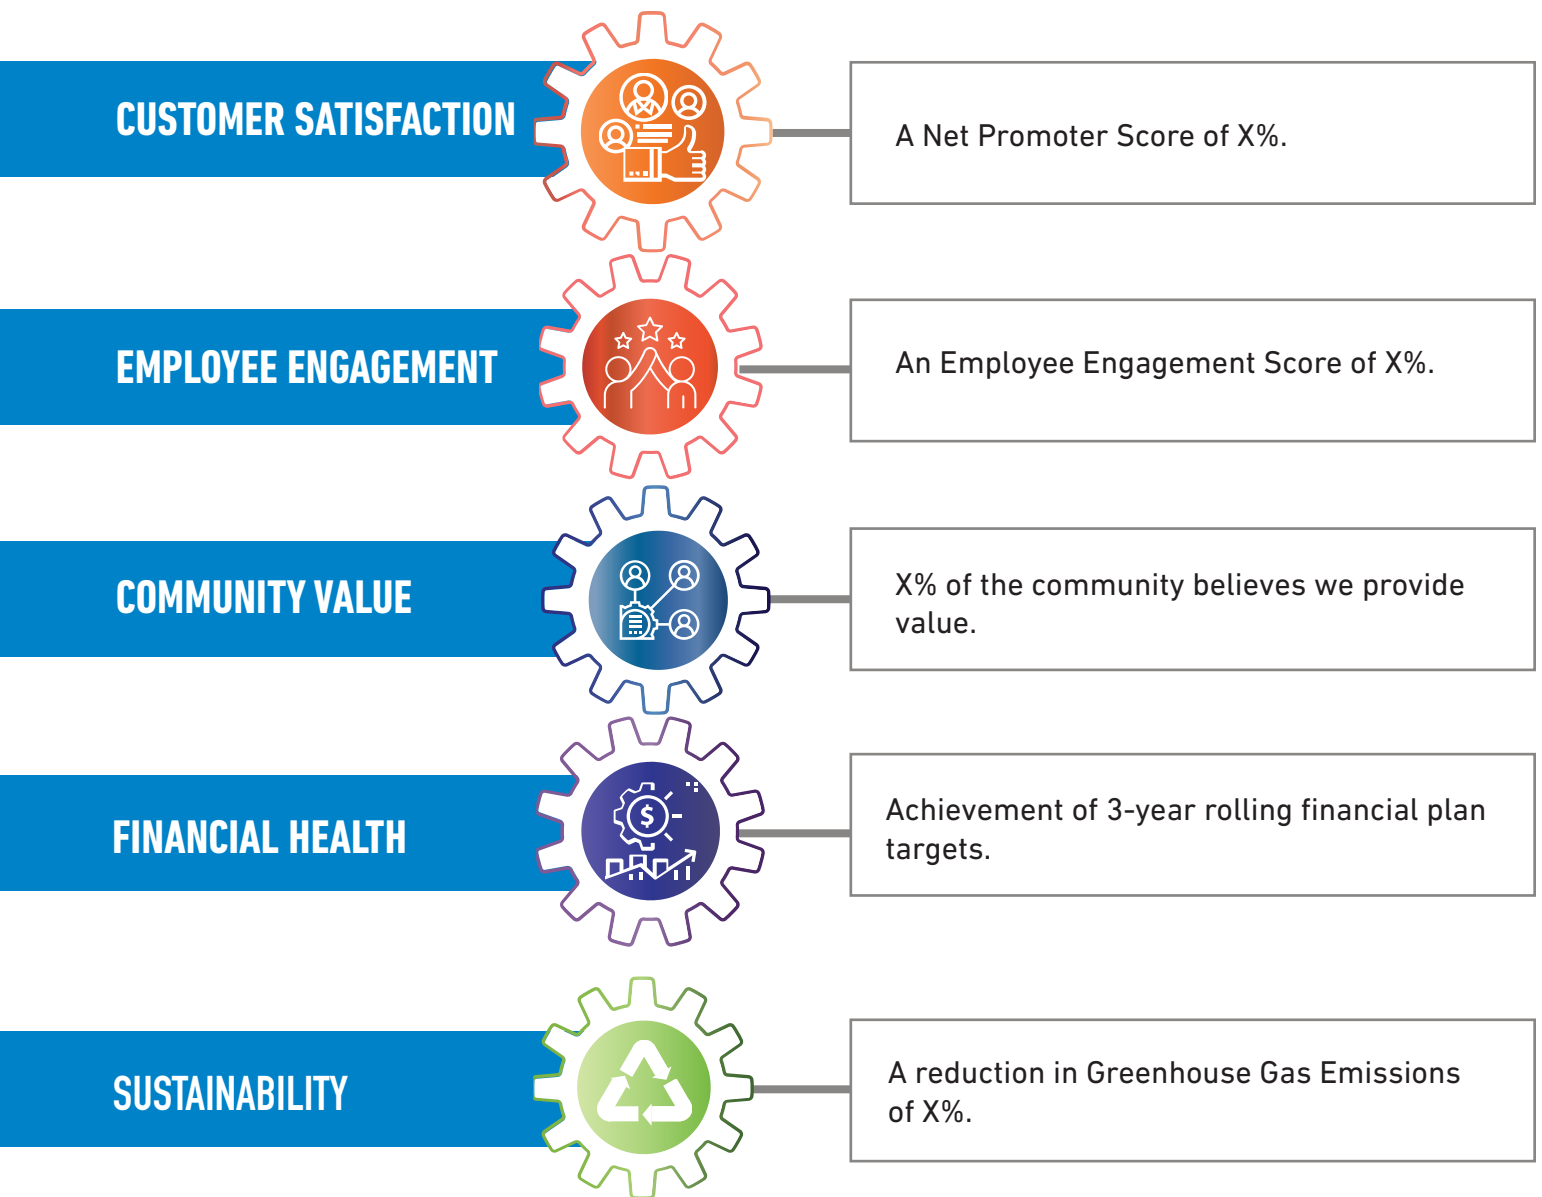 CUSTOMER SATISFACTION
A Net Promoter Score of X%.
EMPLOYEE ENGAGEMENT
An Employee Engagement Score of X%.
COMMUNITY VALUE
X% of the community believes we provide
value.
FINANCIAL HEALTH
$
Achievement of 3-year rolling financial plan
targets.
SUSTAINABILITY
A reduction in Greenhouse Gas Emissions
of X%.